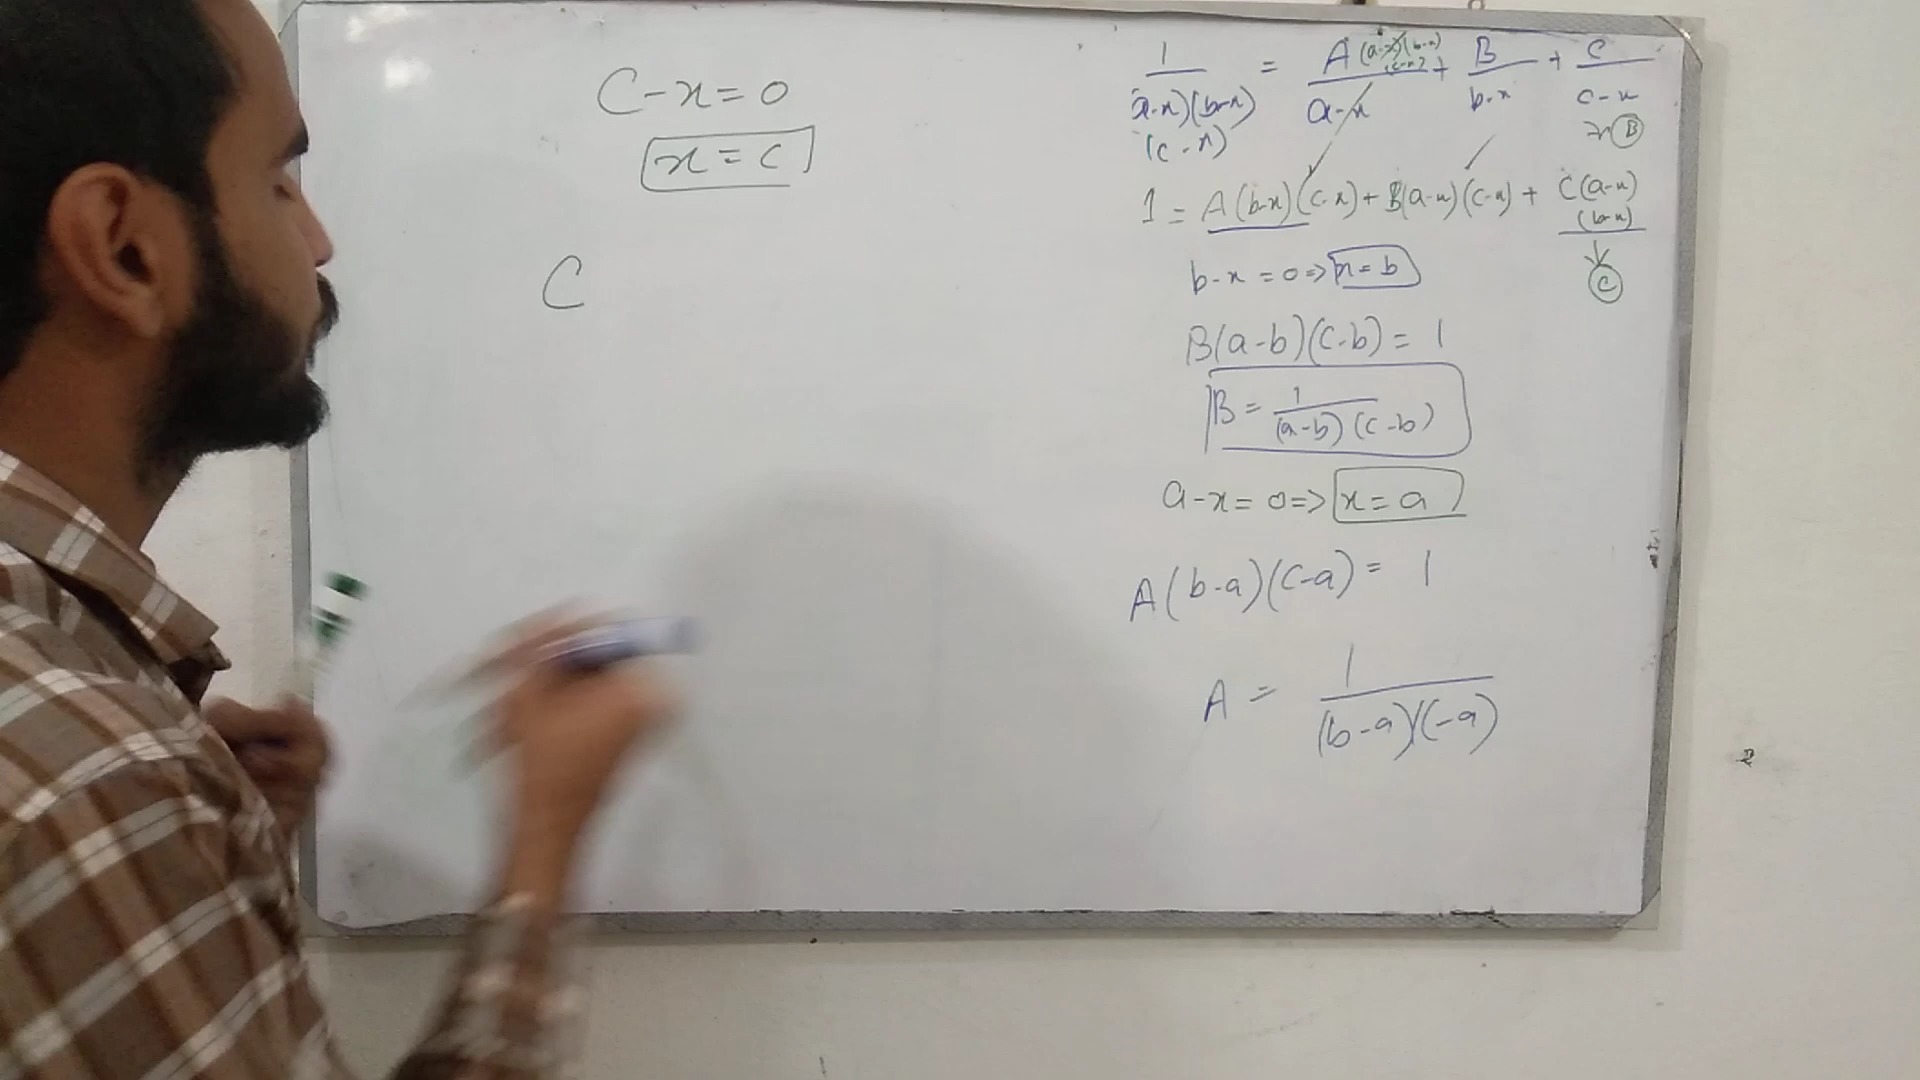 C-x=0
x=c
C
1/(a-x)(b-x)(c-x) = A(a-x)(b-x)(c-x)/a-x + B/b-x + C/c-x
B
1 = A(b-x)(c-x) + B(a-x)(c-x) + C(a-x)(b-x)
b-x=0=> x=b
C
B(a-b)(c-b) = 1
B = 1/(a-b)(c-b)
a-x=0=> x=a
A(b-a)(c-a) = 1
A = 1/(b-a)(-a)